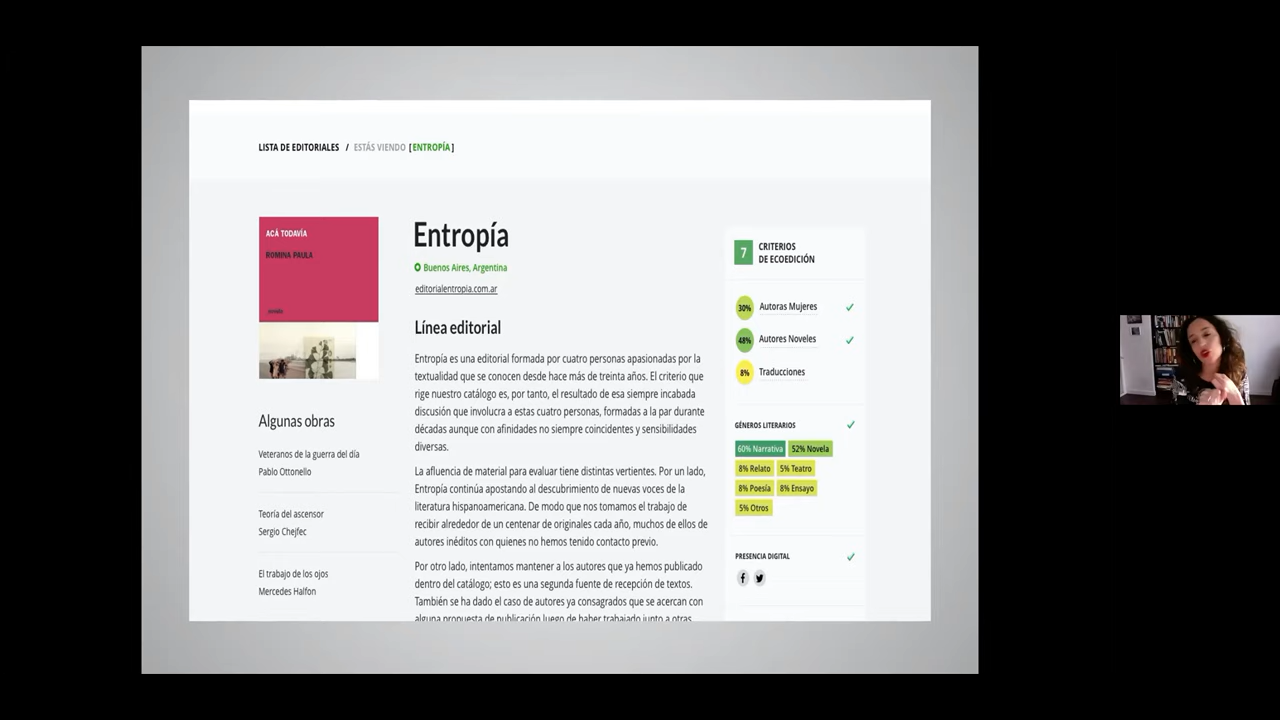 LISTA DE EDITORIALES / ESTÁS VIENDO [ENTROPÍA]
ACÁ TODAVÍA
ROMINA PAULA
Algunas obras
Veteranos de la guerra del día
Pablo Ottonello
Teoría del ascensor
Sergio Chejfec
El trabajo de los ojos
Mercedes Halfon
Entropía
Buenos Aires, Argentina
editorialentropia.com.ar
Línea editorial
Entropía es una editorial formada por cuatro personas apasionadas por la
textualidad que se conocen desde hace más de treinta años. El criterio que
rige nuestro catálogo es, por tanto, el resultado de esa siempre incabada
discusión que involucra a estas cuatro personas, formadas a la par durante
décadas aunque con afinidades no siempre coincidentes y sensibilidades
diversas.
La afluencia de material para evaluar tiene distintas vertientes. Por un lado,
Entropía continúa apostando al descubrimiento de nuevas voces de la
literatura hispanoamericana. De modo que nos tomamos el trabajo de
recibir alrededor de un centenar de originales cada año, muchos de ellos de
autores inéditos con quienes no hemos tenido contacto previo.
Por otro lado, intentamos mantener a los autores que ya hemos publicado
dentro del catálogo; esto es una segunda fuente de recepción de textos.
También se ha dado el caso de autores ya consagrados que se acercan con
alguna propuesta de publicación luego de haber trabajado junto a otras
7 CRITERIOS
DE ECOEDICIÓN
30% Autoras Mujeres
48% Autores Noveles
8% Traducciones
GÉNEROS LITERARIOS
60% Narrativa 52% Novela
8% Relato 5% Teatro
8% Poesía 8% Ensayo
5% Otros
PRESENCIA DIGITAL